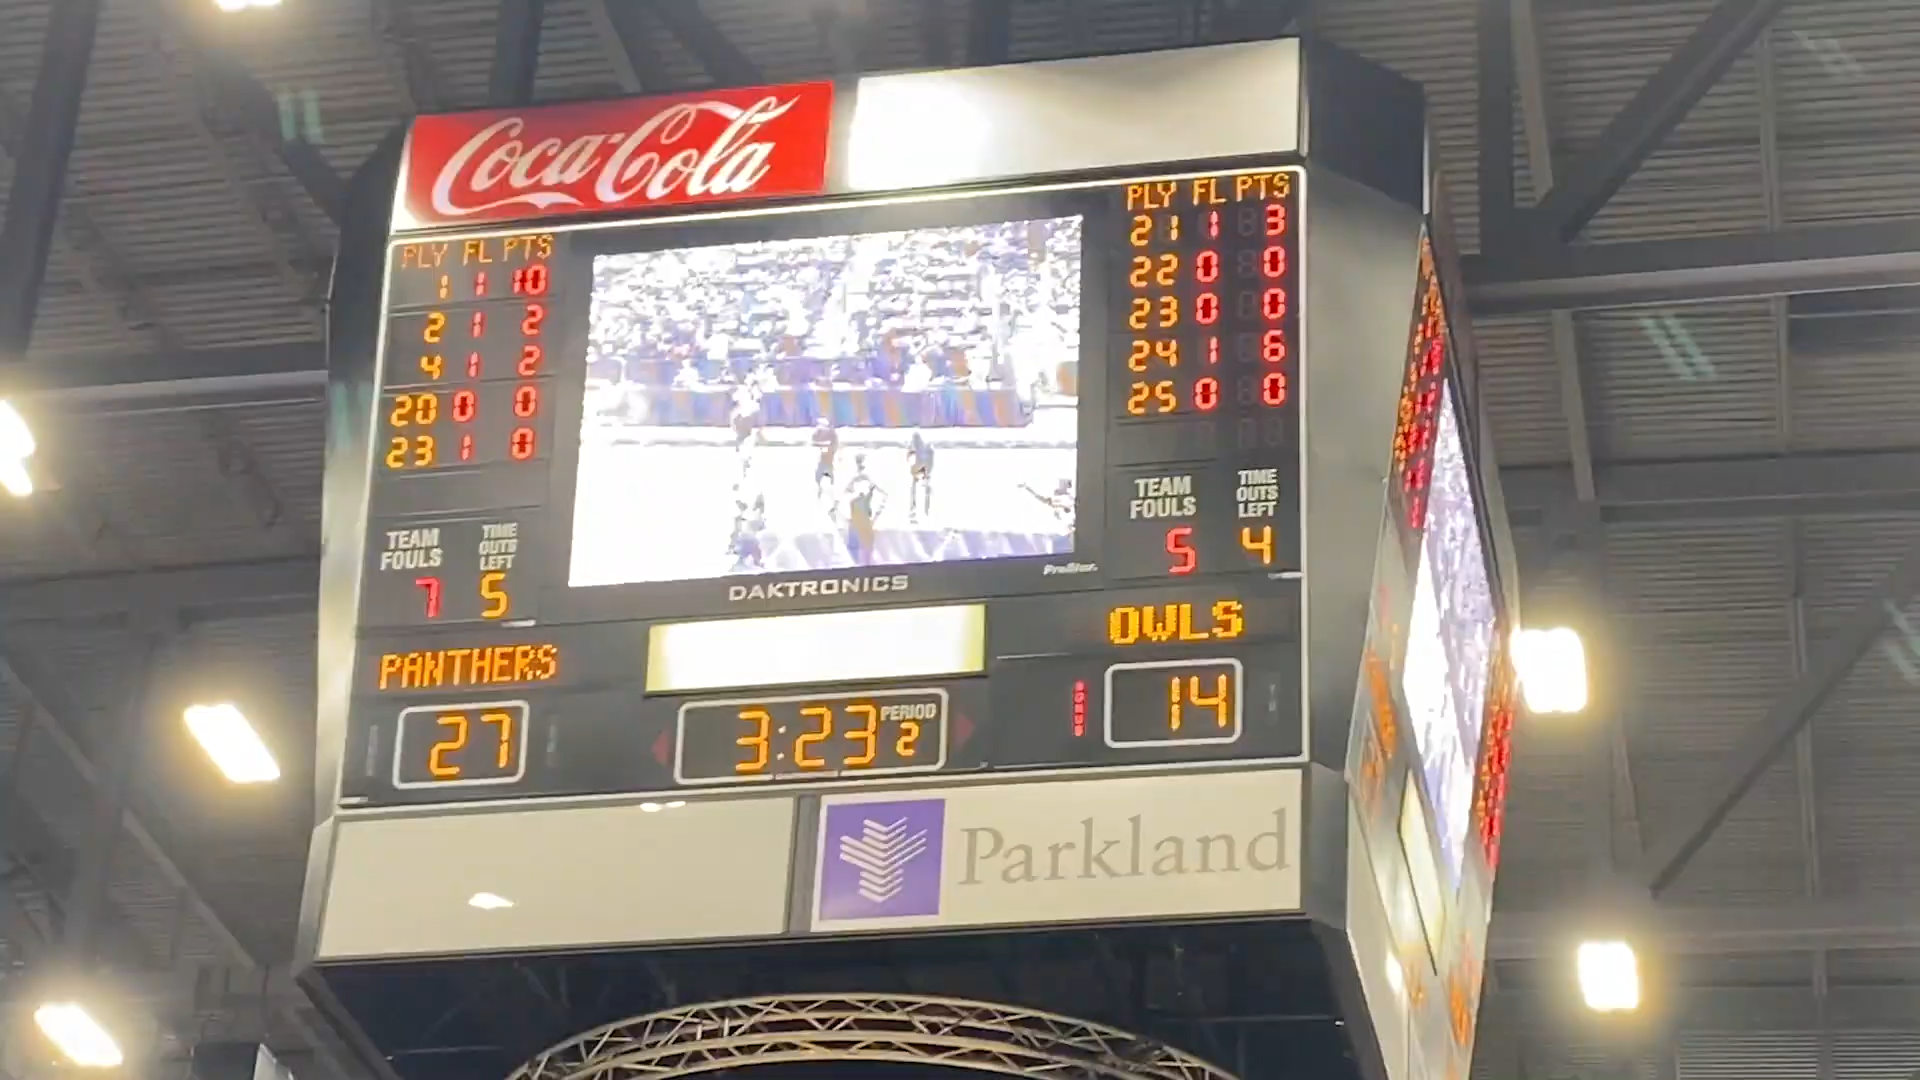 Coca-Cola
PLY FL PTS
1 1 10
2 1 2
4 1 2
20 0 0
23 1 0
TEAM FOULS
7
TIME OUTS LEFT
5
PLY FL PTS
21 1 3
22 0 0
23 0 0
24 1 6
25 0 0
TEAM FOULS
5
TIME OUTS LEFT
4
DAKTRONICS
ProStar
PANTHERS
27
3:23
PERIOD
2
OWLS
BONUS
14
Parkland